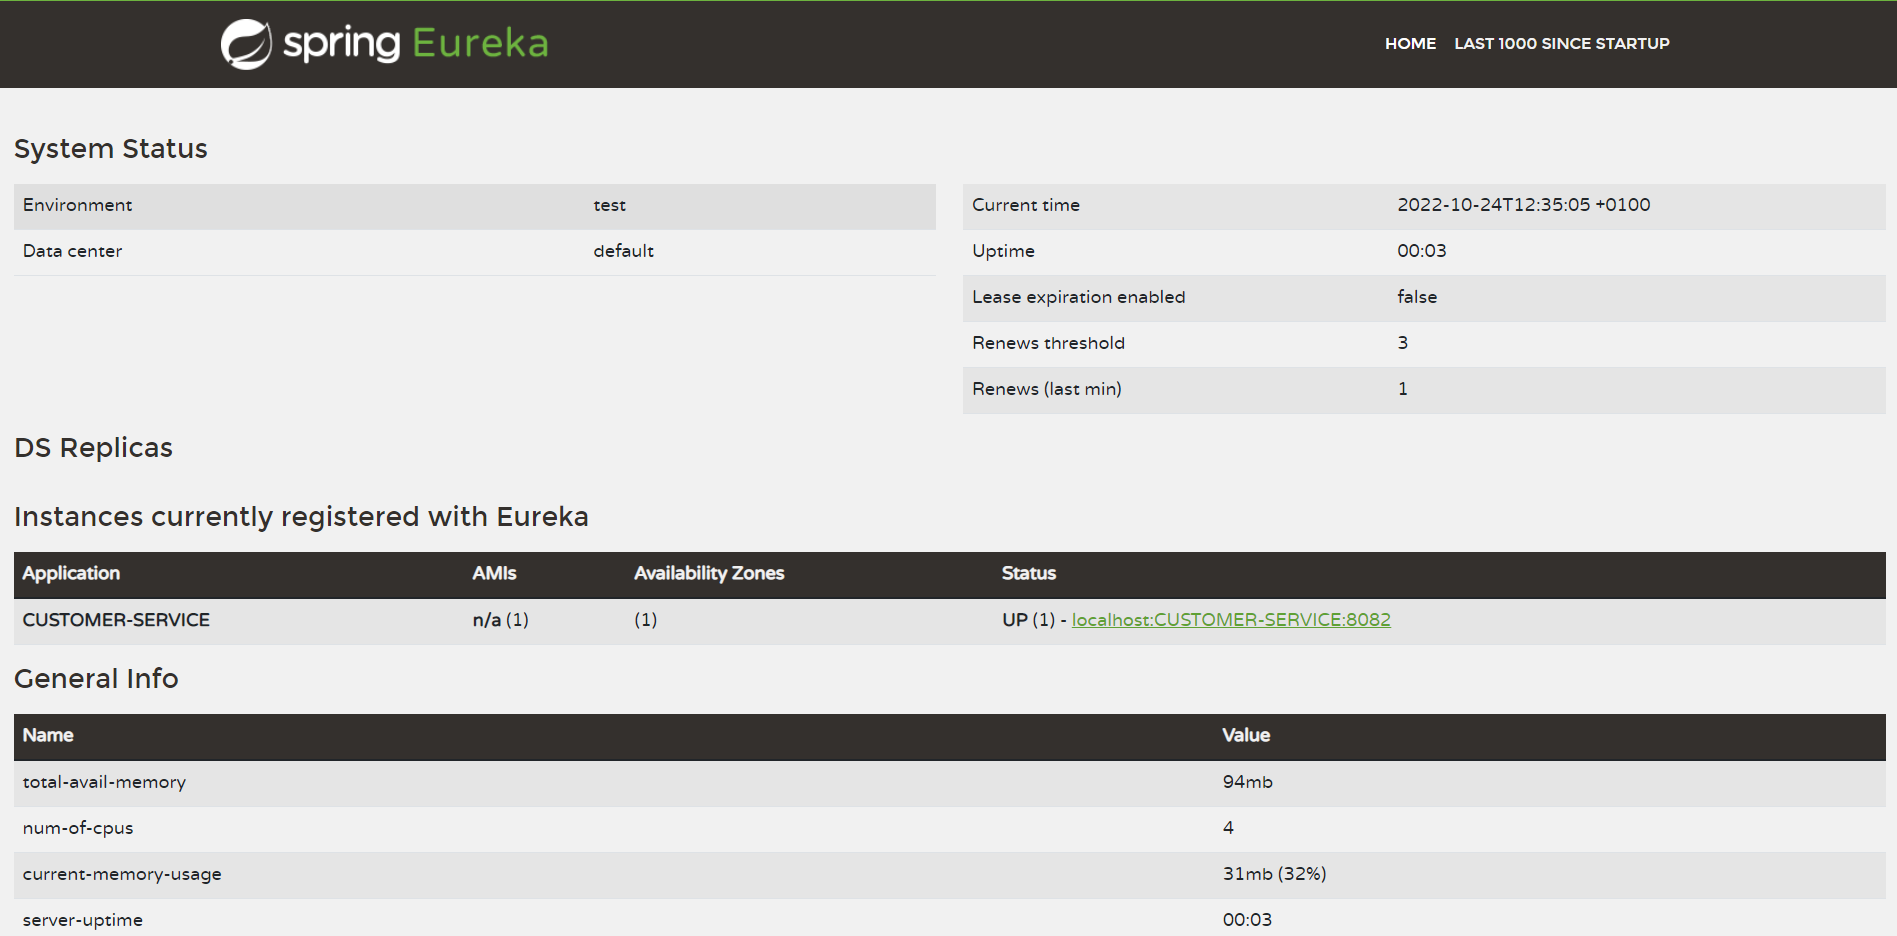 spring Eureka
HOME LAST 1000 SINCE STARTUP
System Status
Environment test
Data center default
Current time 2022-10-24T12:35:05 +0100
Uptime 00:03
Lease expiration enabled false
Renews threshold 3
Renews (last min) 1
DS Replicas
Instances currently registered with Eureka
Application AMIs Availability Zones Status
CUSTOMER-SERVICE n/a (1) (1) UP (1) - localhost:CUSTOMER-SERVICE:8082
General Info
Name Value
total-avail-memory 94mb
num-of-cpus 4
current-memory-usage 31mb (32%)
server-uptime 00:03